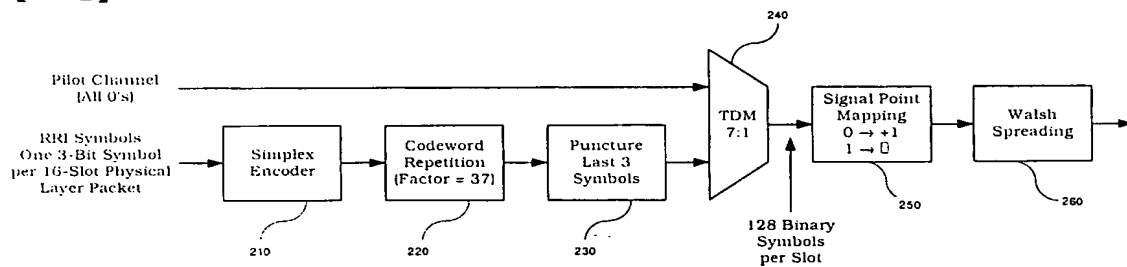 240
Pilot Channel
(All 0's)
RRI Symbols
One 3-Bit Symbol
per 16-Slot Physical
Layer Packet
Simplex
Encoder
210
Codeword
Repetition
(Factor = 37)
220
Puncture
Last 3
Symbols
230
TDM
7:1
128 Binary
Symbols
per Slot
Signal Point
Mapping
0 → +1
1 → 0
250
Walsh
Spreading
260